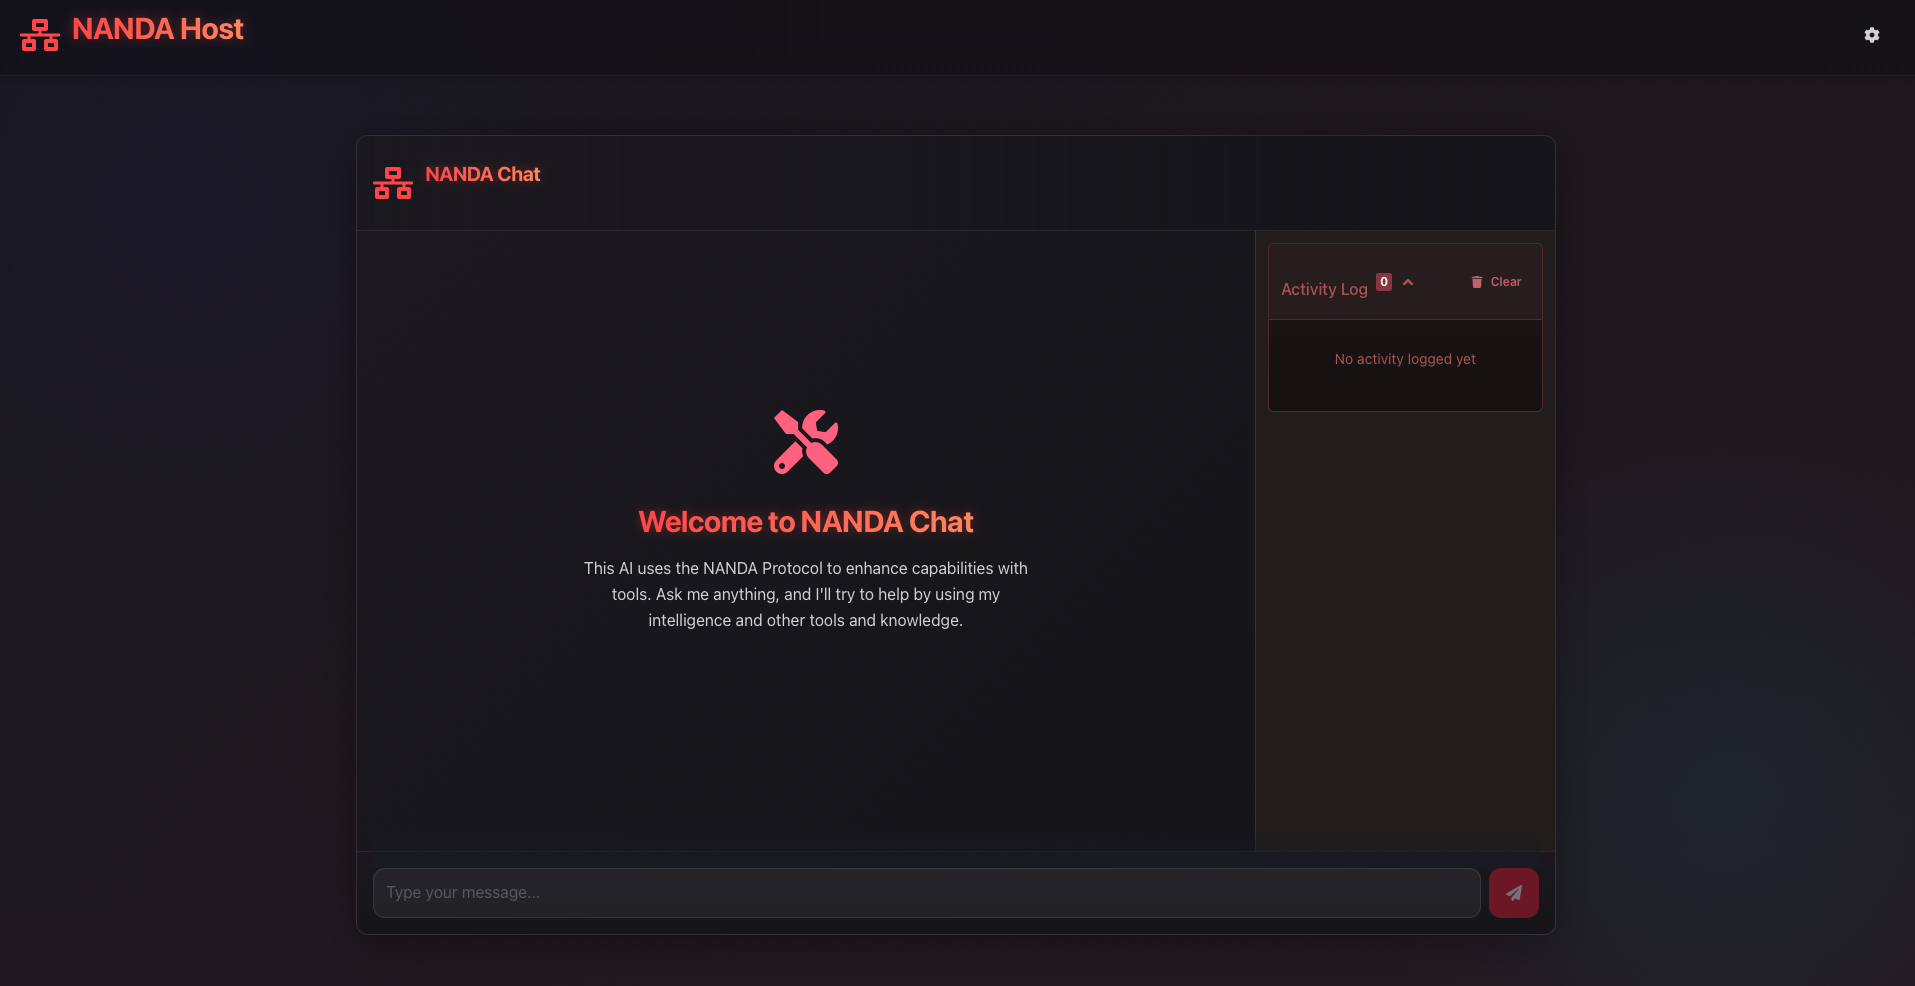 NANDA Host
NANDA Chat
Activity Log 0
Clear
No activity logged yet
Welcome to NANDA Chat
This AI uses the NANDA Protocol to enhance capabilities with
tools. Ask me anything, and I'll try to help by using my
intelligence and other tools and knowledge.
Type your message...